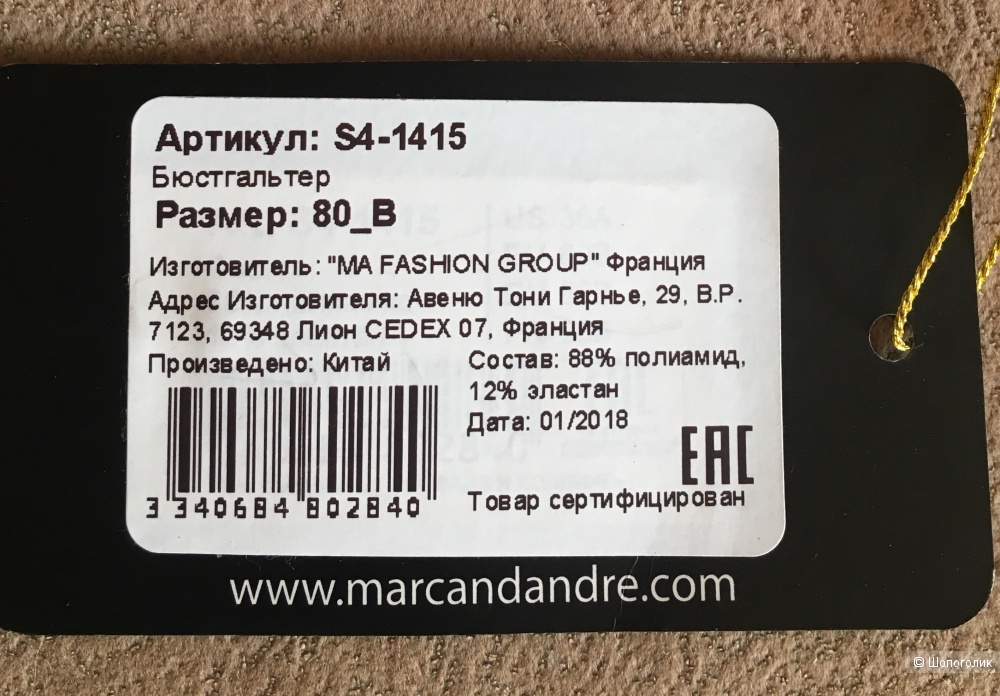 Артикул: S4-1415
Бюстгальтер
Размер: 80_B
Изготовитель: "MA FASHION GROUP" Франция
Адрес Изготовителя: Авеню Тони Гарнье, 29, B.P.
7123, 69348 Лион CEDEX 07, Франция
Произведено: Китай
Состав: 88% полиамид,
12% эластан
Дата: 01/2018
EAC
3 340684 802840
Товар сертифицирован
www.marcandandre.com
© Шопоголик